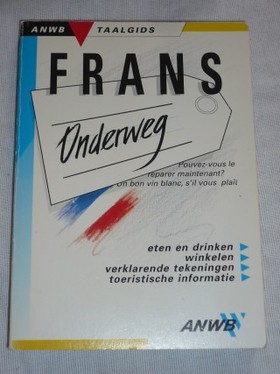 ANWB TAALGIDS
FRANS
Onderweg
Pouvez-vous le
réparer maintenant?
Un bon vin blanc, s'il vous plaît
eten en drinken
winkelen
verklarende tekeningen
toeristische informatie
ANWB